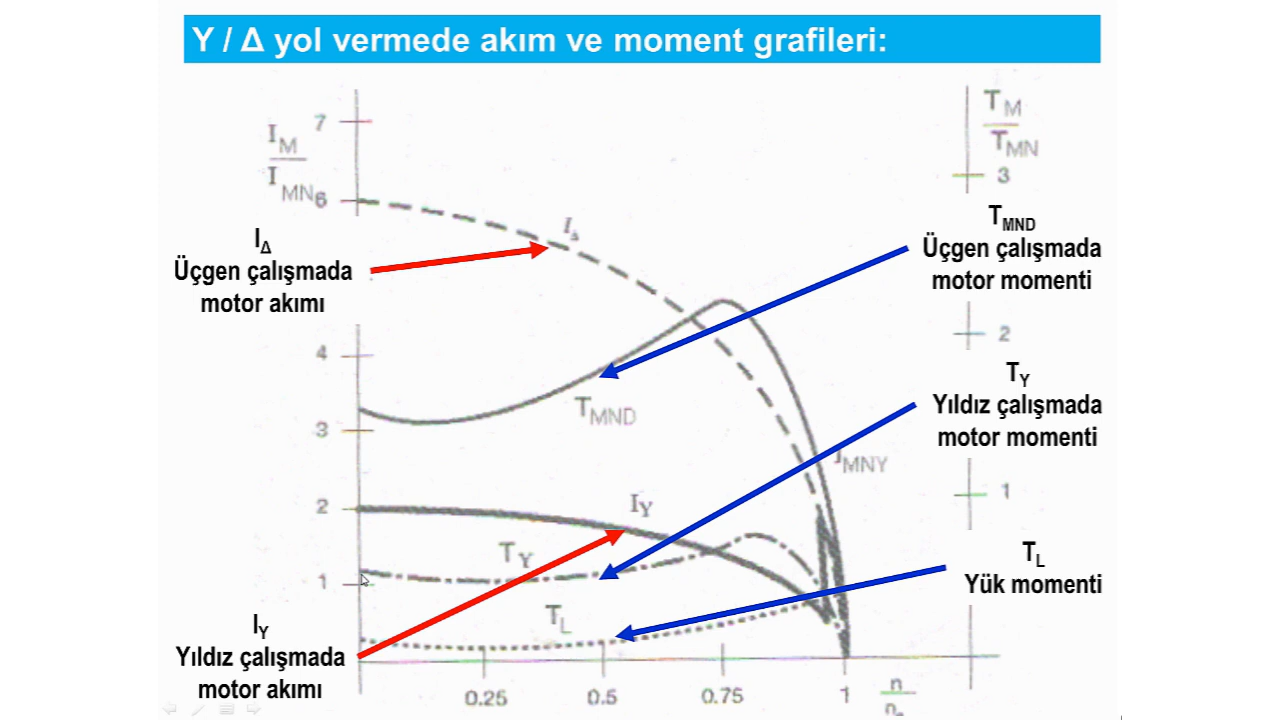 Y / Δ yol vermede akım ve moment grafileri:
7
I_M
I_MN
6
T_M
T_MN
3
I_Δ
I_Δ
Üçgen çalışmada
motor akımı
T_MND
Üçgen çalışmada
motor momenti
2
4
T_MND
3
T_Y
Yıldız çalışmada
motor momenti
MNY
1
2
I_Y
T_Y
1
T_L
T_L
Yük momenti
I_Y
Yıldız çalışmada
motor akımı
0.25
0.5
0.75
1
n